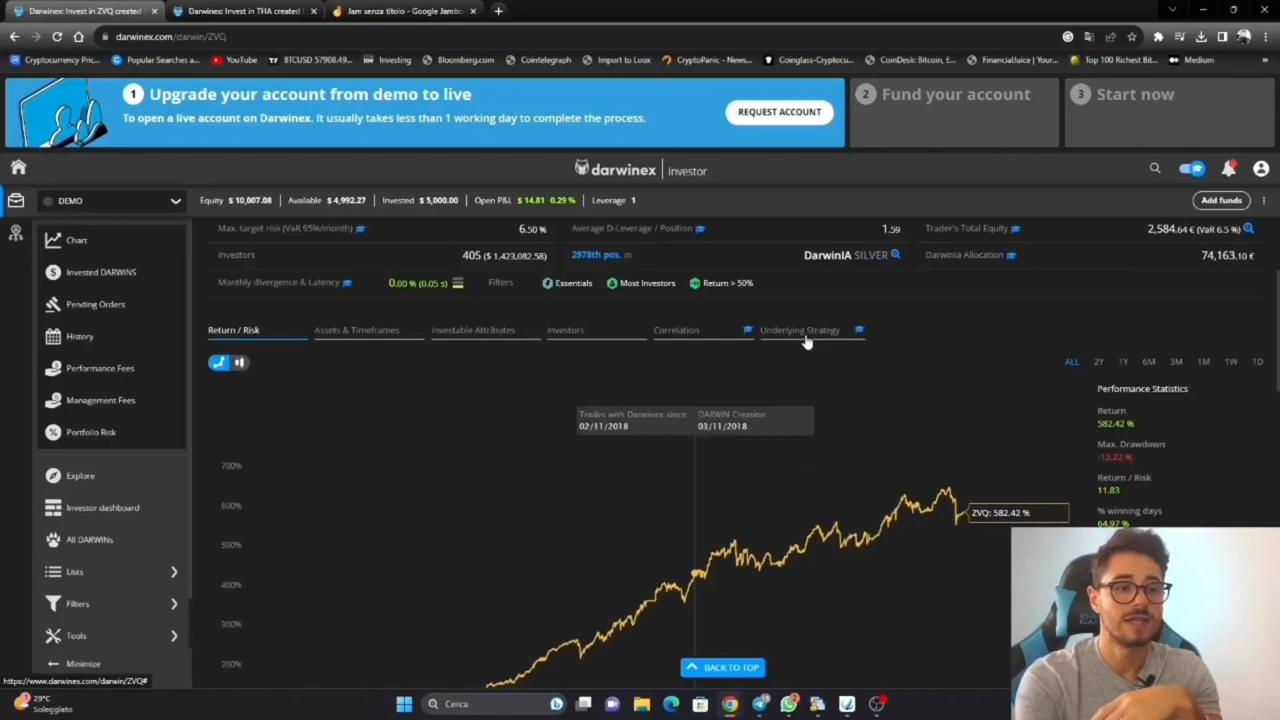 Darwinex: Invest in ZVQ created
Darwinex: Invest in THA created
Jam senza titolo - Google Jambo
darwinex.com/darwin/ZVQ
Cryptocurrency Pric...
Popular Searches a...
YouTube
BTCUSD 57908.49...
Investing
Bloomberg.com
Cointelegraph
Import to Loox
CryptoPanic - News...
Coinglass-Cryptocu...
CoinDesk: Bitcoin, E...
FinancialJuice | Your...
Top 100 Richest Bit...
Medium
1 Upgrade your account from demo to live
To open a live account on Darwinex. It usually takes less than 1 working day to complete the process.
REQUEST ACCOUNT
2 Fund your account
3 Start now
darwinex | Investor
DEMO
Equity $ 10,007.08 Available $ 4,992.27 Invested $ 5,000.00 Open P&L $ 14.81 0.29 % Leverage 1
Add funds
Chart
Invested DARWINS
Pending Orders
History
Performance Fees
Management Fees
Portfolio Risk
Explore
Investor dashboard
All DARWINs
Lists
Filters
Tools
Minimize
Max. target risk (VaR 95%/month) 6.50 % Average D-Leverage / Position 1.59 Trader's Total Equity 2,584.64 € (VaR 6.5 %)
Investors 405 ($ 1,423,082.58) 2978th pos. in DarwinIA SILVER Darwinia Allocation 74,163.10 €
Monthly divergence & Latency 0.00 % (0.05 s) Filters Essentials Most Investors Return > 50%
Return / Risk Assets & Timeframes Investable Attributes Investors Correlation Underlying Strategy
ALL 2Y 1Y 6M 3M 1M 1W 1D
Trades with Darwinex since: DARWIN Creation:
02/11/2018 03/11/2018
700%
600%
500%
400%
300%
200%
ZVQ: 582.42 %
Performance Statistics
Return
582.42 %
Max. Drawdown
-13.22 %
Return / Risk
11.83
% winning days
64.97 %
BACK TO TOP
https://www.darwinex.com/darwin/ZVQ#
29°C
Soleggiato
Cerca